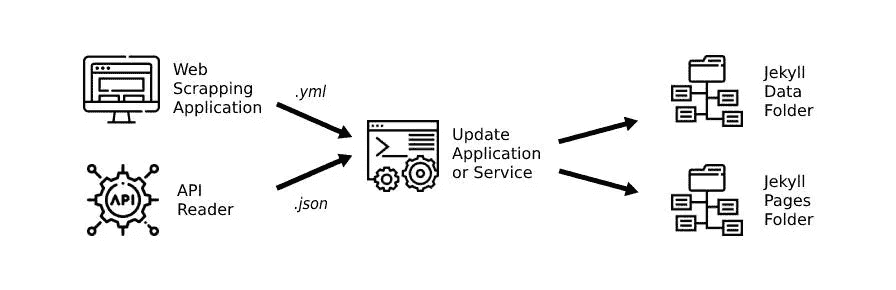 Web
Scrapping
Application
.yml
API
API
Reader
.json
Update
Application
or Service
Jekyll
Data
Folder
Jekyll
Pages
Folder